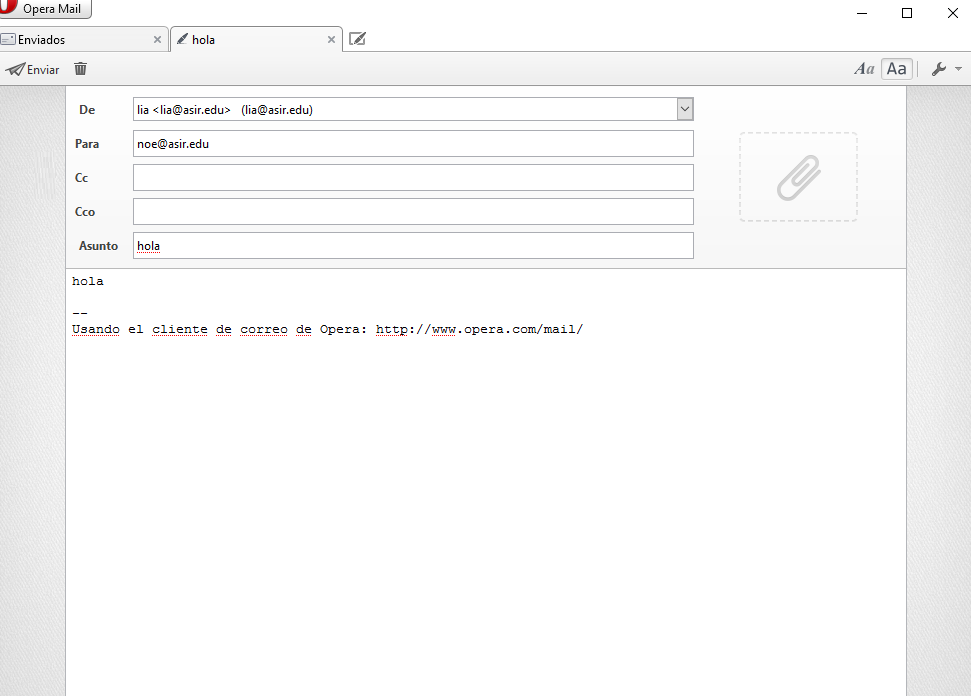 Opera Mail
Enviados
hola
Enviar
Aa Aa
De lia <lia@asir.edu> (lia@asir.edu)
Para noe@asir.edu
Cc
Cco
Asunto hola
hola
--
Usando el cliente de correo de Opera: http://www.opera.com/mail/